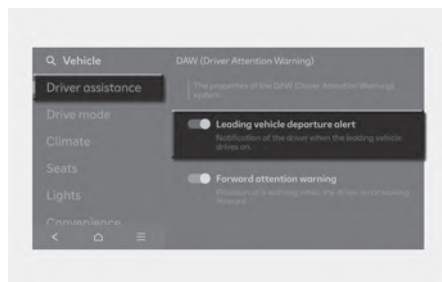 Vehicle
Driver assistance
Drive mode
Climate
Seats
Lights
Convenience
DAW (Driver Attention Warning)
The properties of the DAW (Driver Attention Warning)
system.
Leading vehicle departure alert
Notification of the driver when the leading vehicle
drives on.
Forward attention warning
Provision of a warning when the driver is not looking
forward.